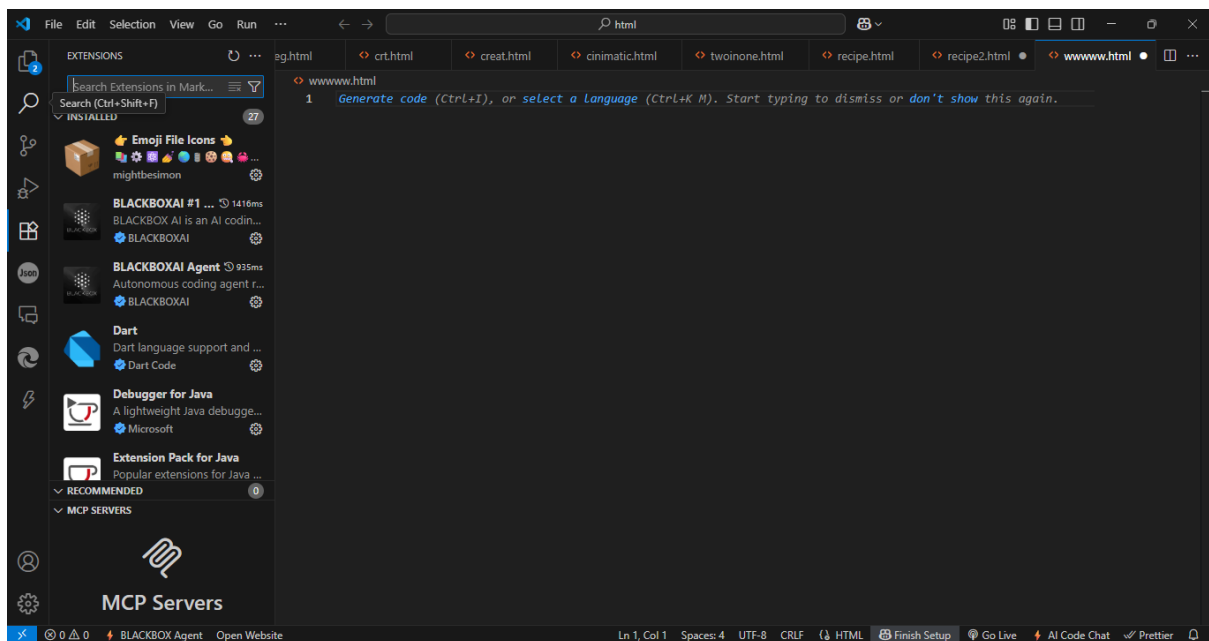 File Edit Selection View Go Run ... html
EXTENSIONS
eg.html crt.html creat.html cinimatic.html twoinone.html recipe.html recipe2.html wwwww.html
Search Extensions in Mark...
wwwww.html
1 Generate code (Ctrl+I), or select a language (Ctrl+K M). Start typing to dismiss or don't show this again.
Search (Ctrl+Shift+F)
INSTALLED 27
Emoji File Icons
mightbesimon
BLACKBOXAI #1 ... 1416ms
BLACKBOX AI is an AI codin...
BLACKBOXAI
BLACKBOXAI Agent 935ms
Autonomous coding agent r...
BLACKBOXAI
Dart
Dart language support and ...
Dart Code
Debugger for Java
A lightweight Java debugge...
Microsoft
Extension Pack for Java
Popular extensions for Java ...
RECOMMENDED 0
MCP SERVERS
MCP Servers
2
Json
0 0 BLACKBOX Agent Open Website Ln 1, Col 1 Spaces: 4 UTF-8 CRLF HTML Finish Setup Go Live AI Code Chat Prettier